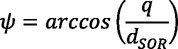 ψ = arccos(q / d_SOR)